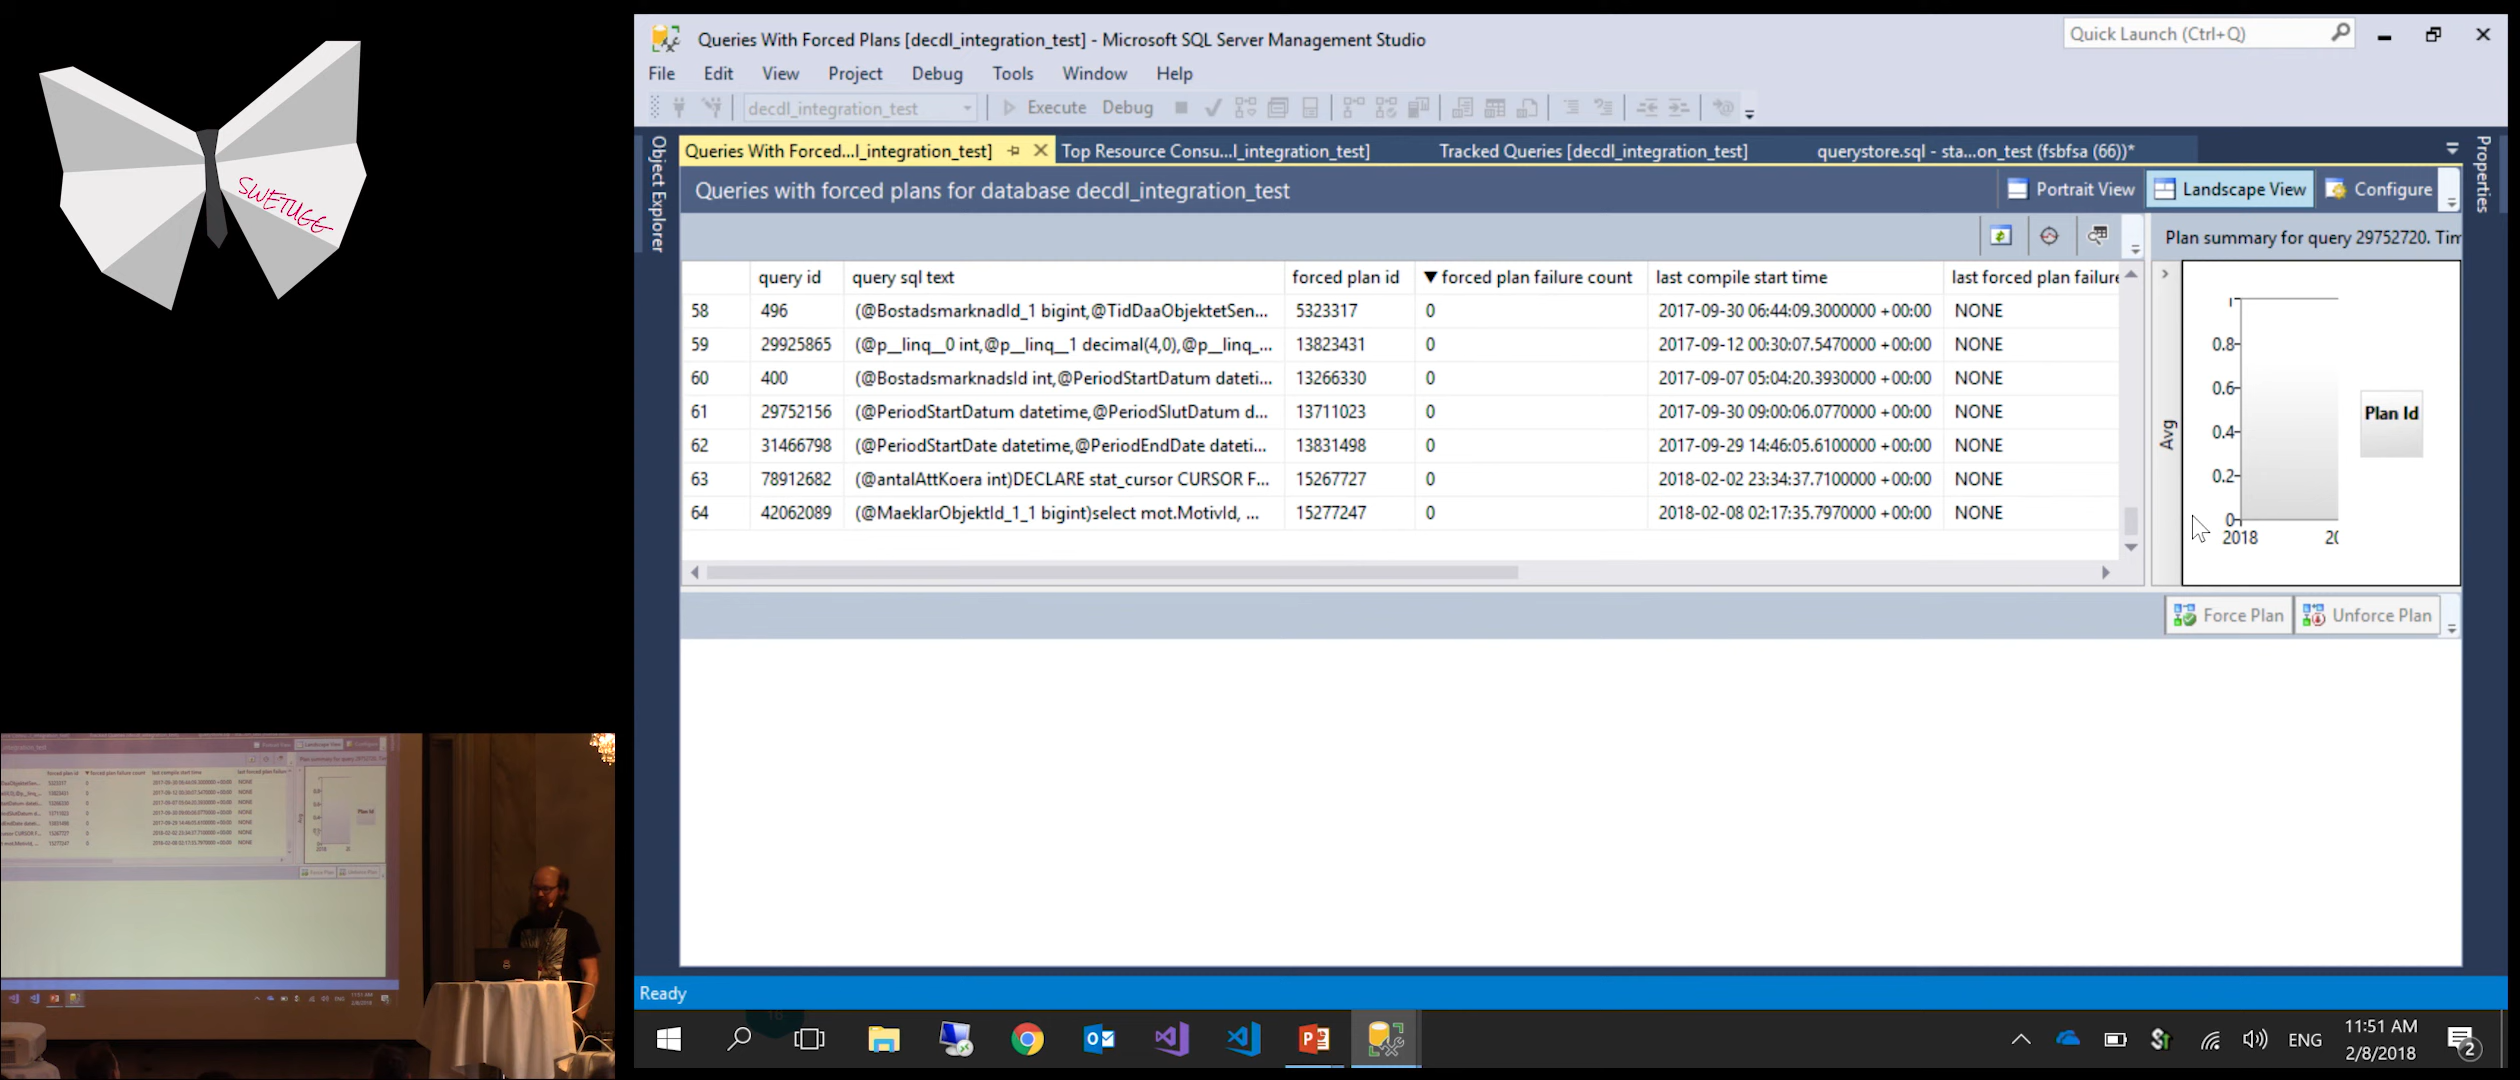 SWETUGG
Queries With Forced Plans [decdl_integration_test] - Microsoft SQL Server Management Studio
Quick Launch (Ctrl+Q)
File Edit View Project Debug Tools Window Help
decdl_integration_test Execute Debug
Object Explorer
Queries With Forced...l_integration_test] Top Resource Consu...l_integration_test] Tracked Queries [decdl_integration_test] querystore.sql - sta...on_test (fsbfsa (66))*
Properties
Queries with forced plans for database decdl_integration_test Portrait View Landscape View Configure
Plan summary for query 29752720. Tim
query id query sql text forced plan id forced plan failure count last compile start time last forced plan failure
58 496 (@BostadsmarknadId_1 bigint,@TidDaaObjektetSen... 5323317 0 2017-09-30 06:44:09.3000000 +00:00 NONE
59 29925865 (@p__linq__0 int,@p__linq__1 decimal(4,0),@p__linq_... 13823431 0 2017-09-12 00:30:07.5470000 +00:00 NONE
60 400 (@BostadsmarknadsId int,@PeriodStartDatum dateti... 13266330 0 2017-09-07 05:04:20.3930000 +00:00 NONE
61 29752156 (@PeriodStartDatum datetime,@PeriodSlutDatum d... 13711023 0 2017-09-30 09:00:06.0770000 +00:00 NONE
62 31466798 (@PeriodStartDate datetime,@PeriodEndDate dateti... 13831498 0 2017-09-29 14:46:05.6100000 +00:00 NONE
63 78912682 (@antalAttKoera int)DECLARE stat_cursor CURSOR F... 15267727 0 2018-02-02 23:34:37.7100000 +00:00 NONE
64 42062089 (@MaeklarObjektId_1_1 bigint)select mot.MotivId, ... 15277247 0 2018-02-08 02:17:35.7970000 +00:00 NONE
Avg
1
0.8
0.6
0.4
0.2
0
2018 20
Plan Id
Force Plan Unforce Plan
Ready
ENG
11:51 AM
2/8/2018
2